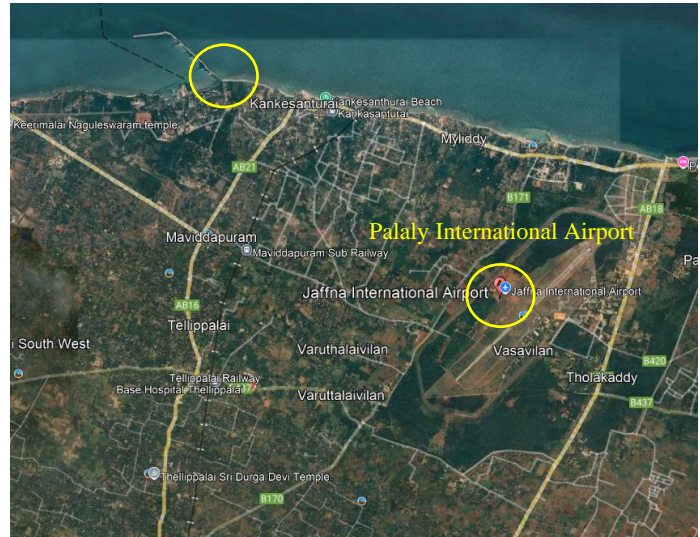 Kankesanturai
Kankesanthurai Beach
Kankasanturai
Keerimalai Naguleswaram temple
Myliddy
AB21
B171
AB18
Palaly International Airport
Maviddapuram
Maviddapuram Sub Railway
Jaffna International Airport
Jaffna International Airport
AB16
Tellippalai
i South West
Varuthalaivilan
Vasavilan
B420
Tellippalai Railway
Tholakaddy
Base Hospital Thellippalai
Varuttalaivilan
B437
Thellippalai Sri Durga Devi Temple
B170